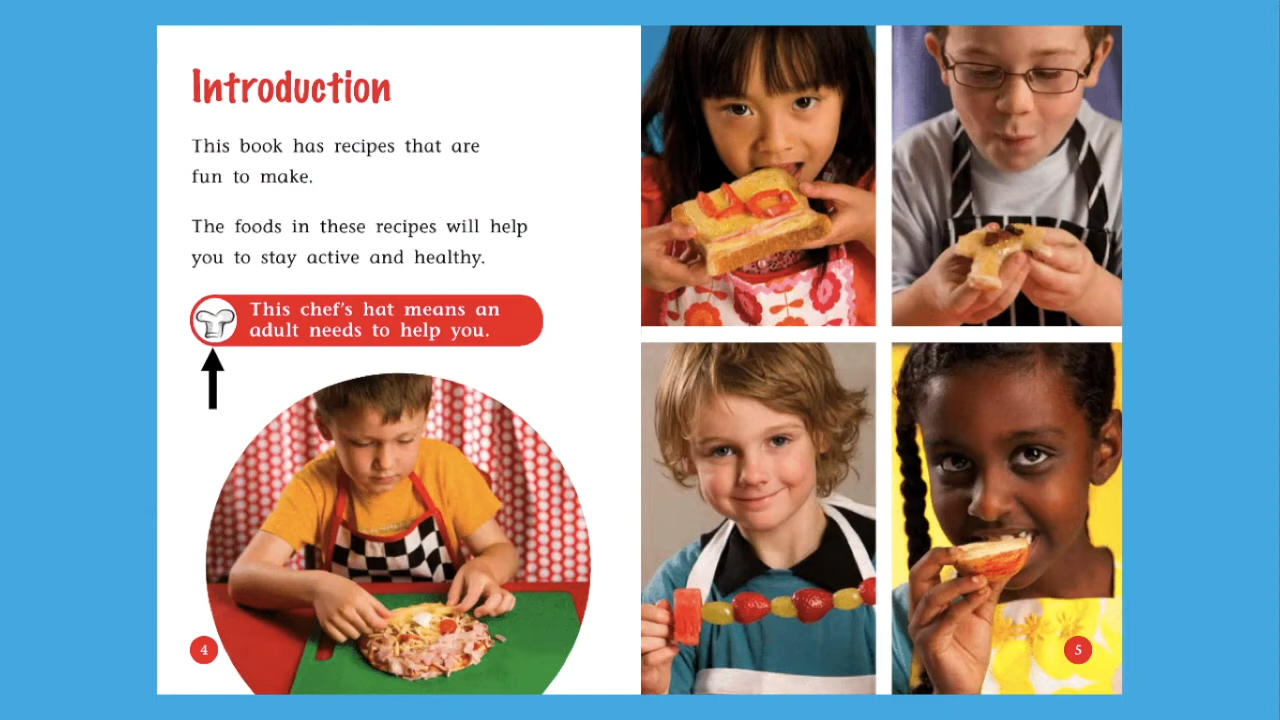 Introduction
This book has recipes that are
fun to make.
The foods in these recipes will help
you to stay active and healthy.
This chef's hat means an
adult needs to help you.
4
5